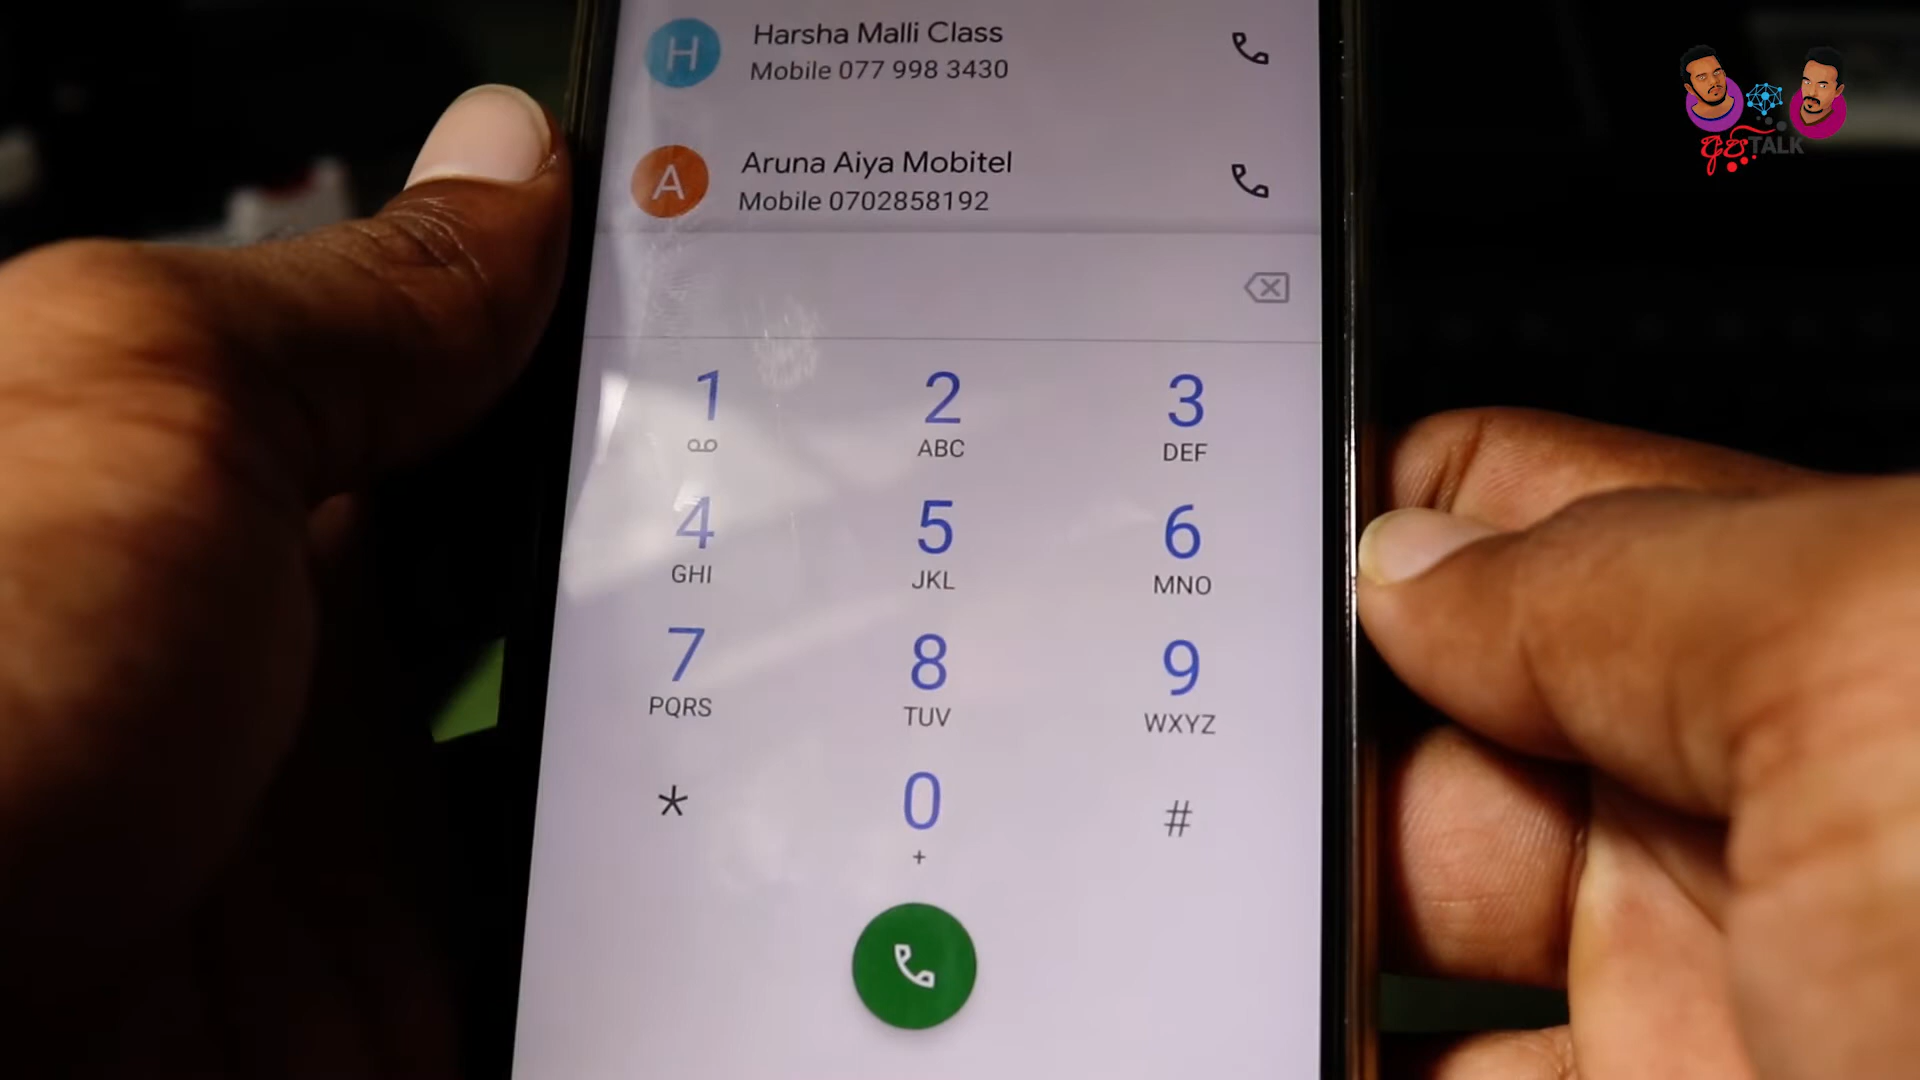 Harsha Malli Class
Mobile 077 998 3430
Aruna Aiya Mobitel
Mobile 0702858192
1 2 3
ABC DEF
4 5 6
GHI JKL MNO
7 8 9
PQRS TUV WXYZ
* 0 #
+
TALK